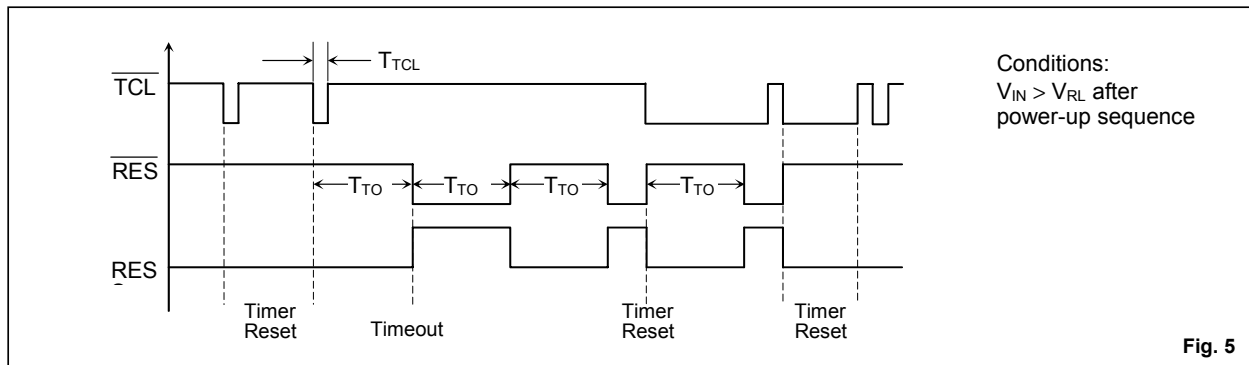 T_TCL
TCL
Conditions:
V_IN > V_RL after
power-up sequence
RES
T_TO T_TO T_TO T_TO
RES
Timer
Reset
Timeout
Timer
Reset
Timer
Reset
Fig. 5